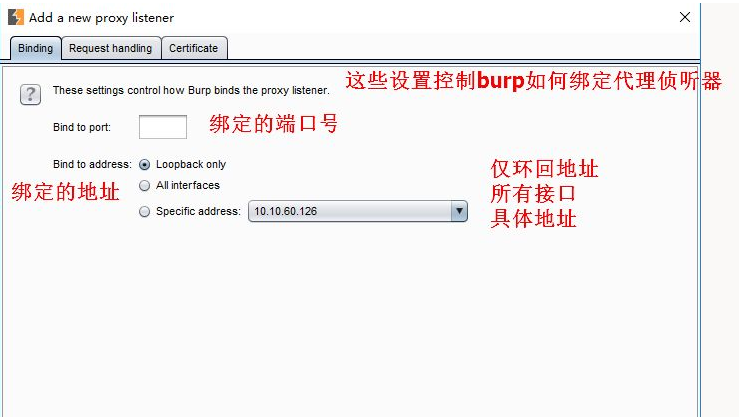 Add a new proxy listener
Binding Request handling Certificate
这些设置控制burp如何绑定代理侦听器
? These settings control how Burp binds the proxy listener.
Bind to port: 绑定的端口号
Bind to address: Loopback only 仅环回地址
绑定的地址 All interfaces 所有接口
Specific address: 10.10.60.126 具体地址